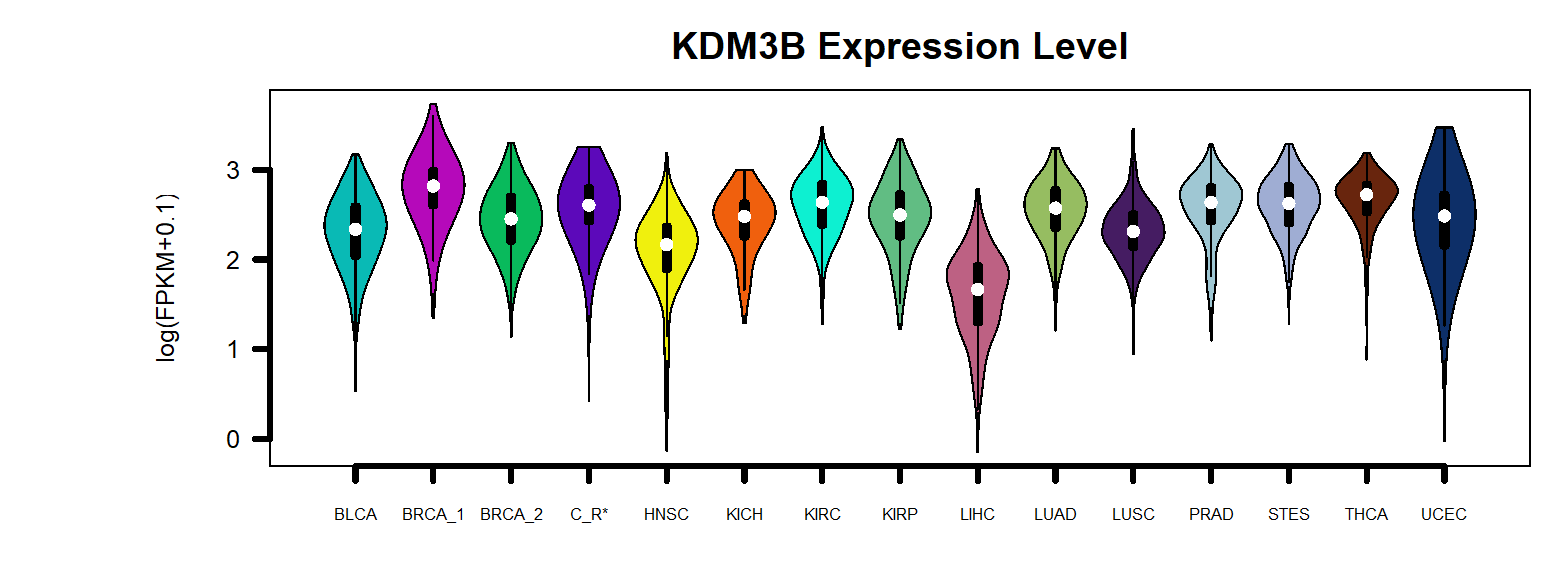 KDM3B Expression Level
log(FPKM+0.1)
3
2
1
0
BLCA BRCA_1 BRCA_2 C_R* HNSC KICH KIRC KIRP LIHC LUAD LUSC PRAD STES THCA UCEC